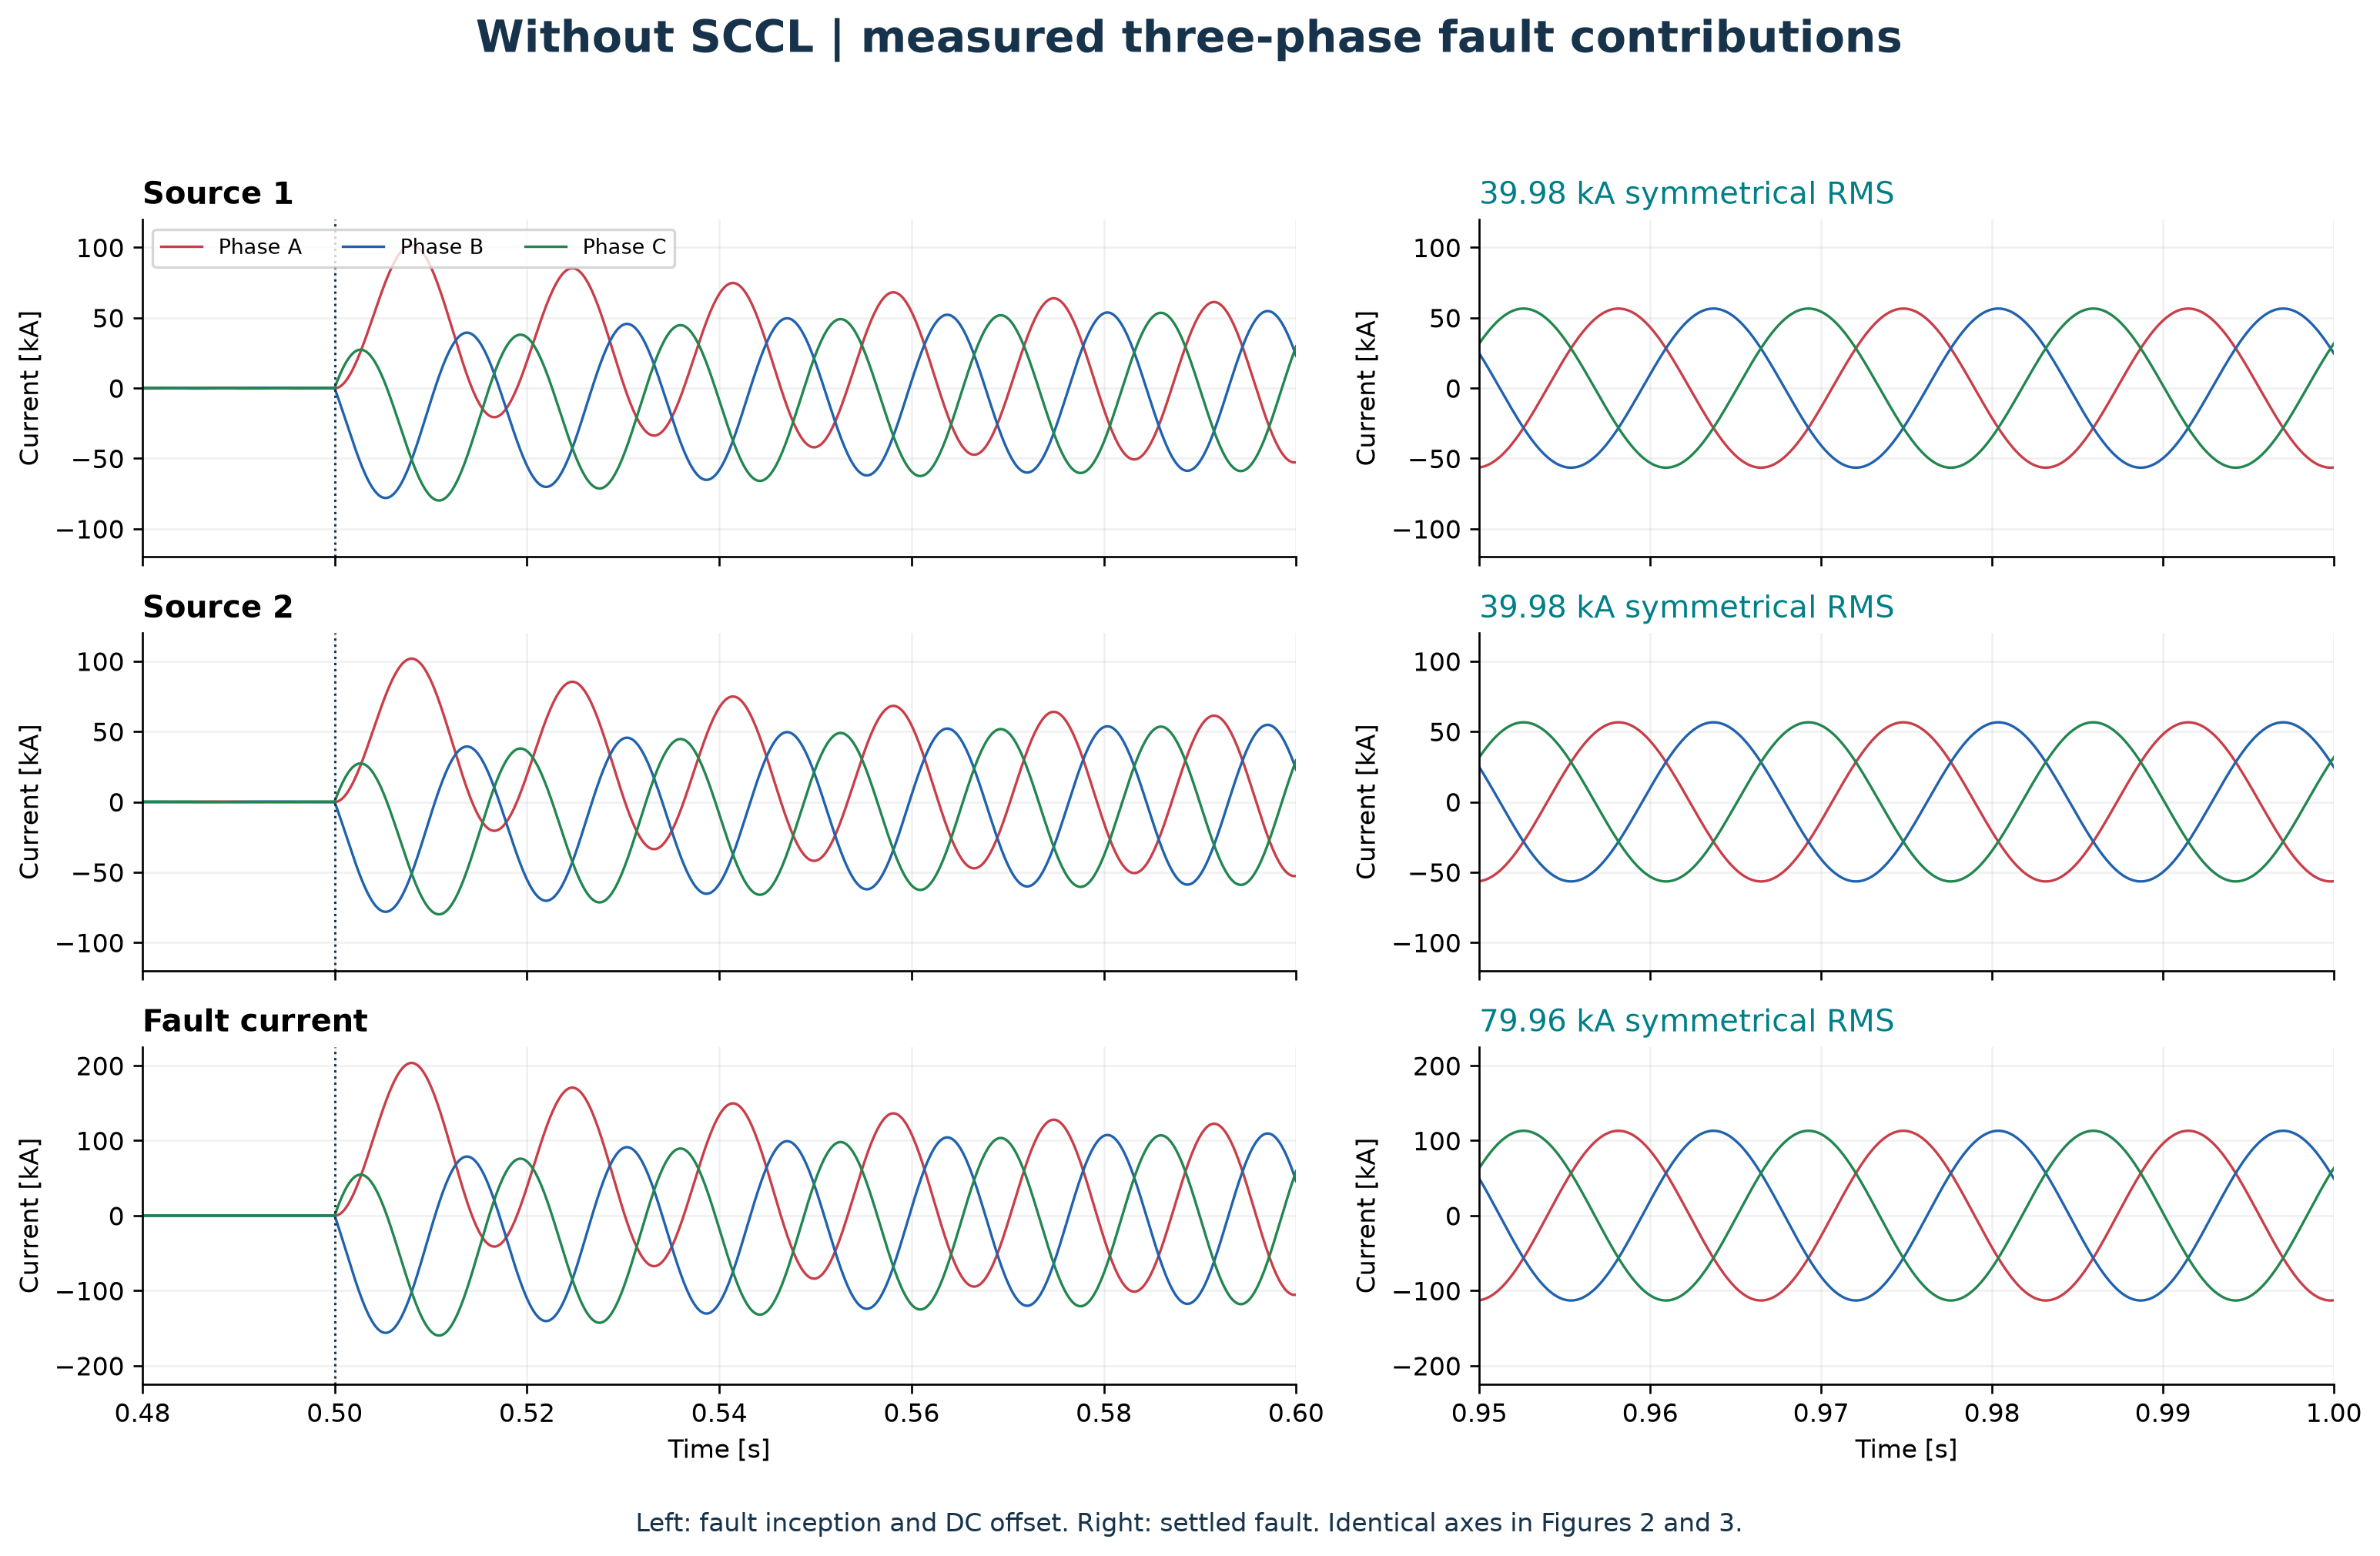 Without SCCL | measured three-phase fault contributions
Source 1
39.98 kA symmetrical RMS
Phase A
Phase B
Phase C
Current [kA]
100
50
0
−50
−100
Current [kA]
100
50
0
−50
−100
Source 2
39.98 kA symmetrical RMS
Current [kA]
100
50
0
−50
−100
Current [kA]
100
50
0
−50
−100
Fault current
79.96 kA symmetrical RMS
Current [kA]
200
100
0
−100
−200
0.48 0.50 0.52 0.54 0.56 0.58 0.60
Time [s]
Current [kA]
200
100
0
−100
−200
0.95 0.96 0.97 0.98 0.99 1.00
Time [s]
Left: fault inception and DC offset. Right: settled fault. Identical axes in Figures 2 and 3.